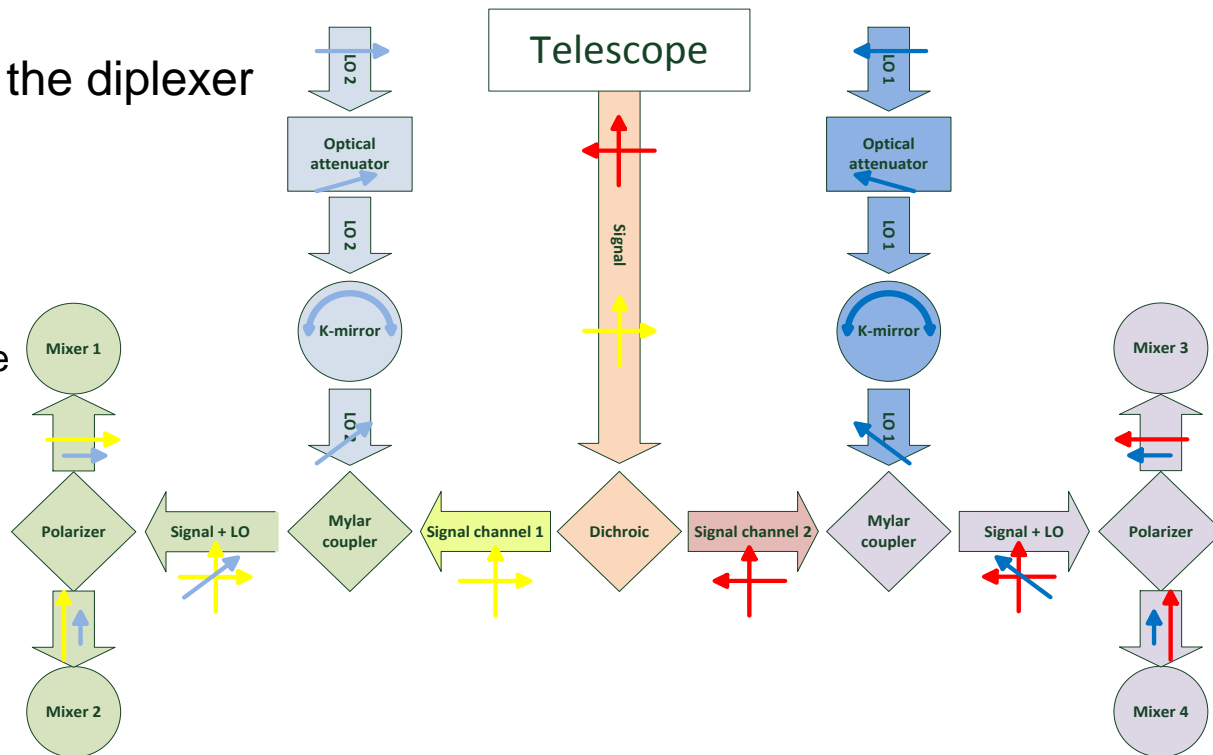 the diplexer
Telescope
LO 2
LO 1
Optical
attenuator
Optical
attenuator
LO 2
Signal
LO 1
K-mirror
K-mirror
e
Mixer 1
Mixer 3
LO 2
LO 1
Polarizer
Signal + LO
Mylar
coupler
Signal channel 1
Dichroic
Signal channel 2
Mylar
coupler
Signal + LO
Polarizer
Mixer 2
Mixer 4